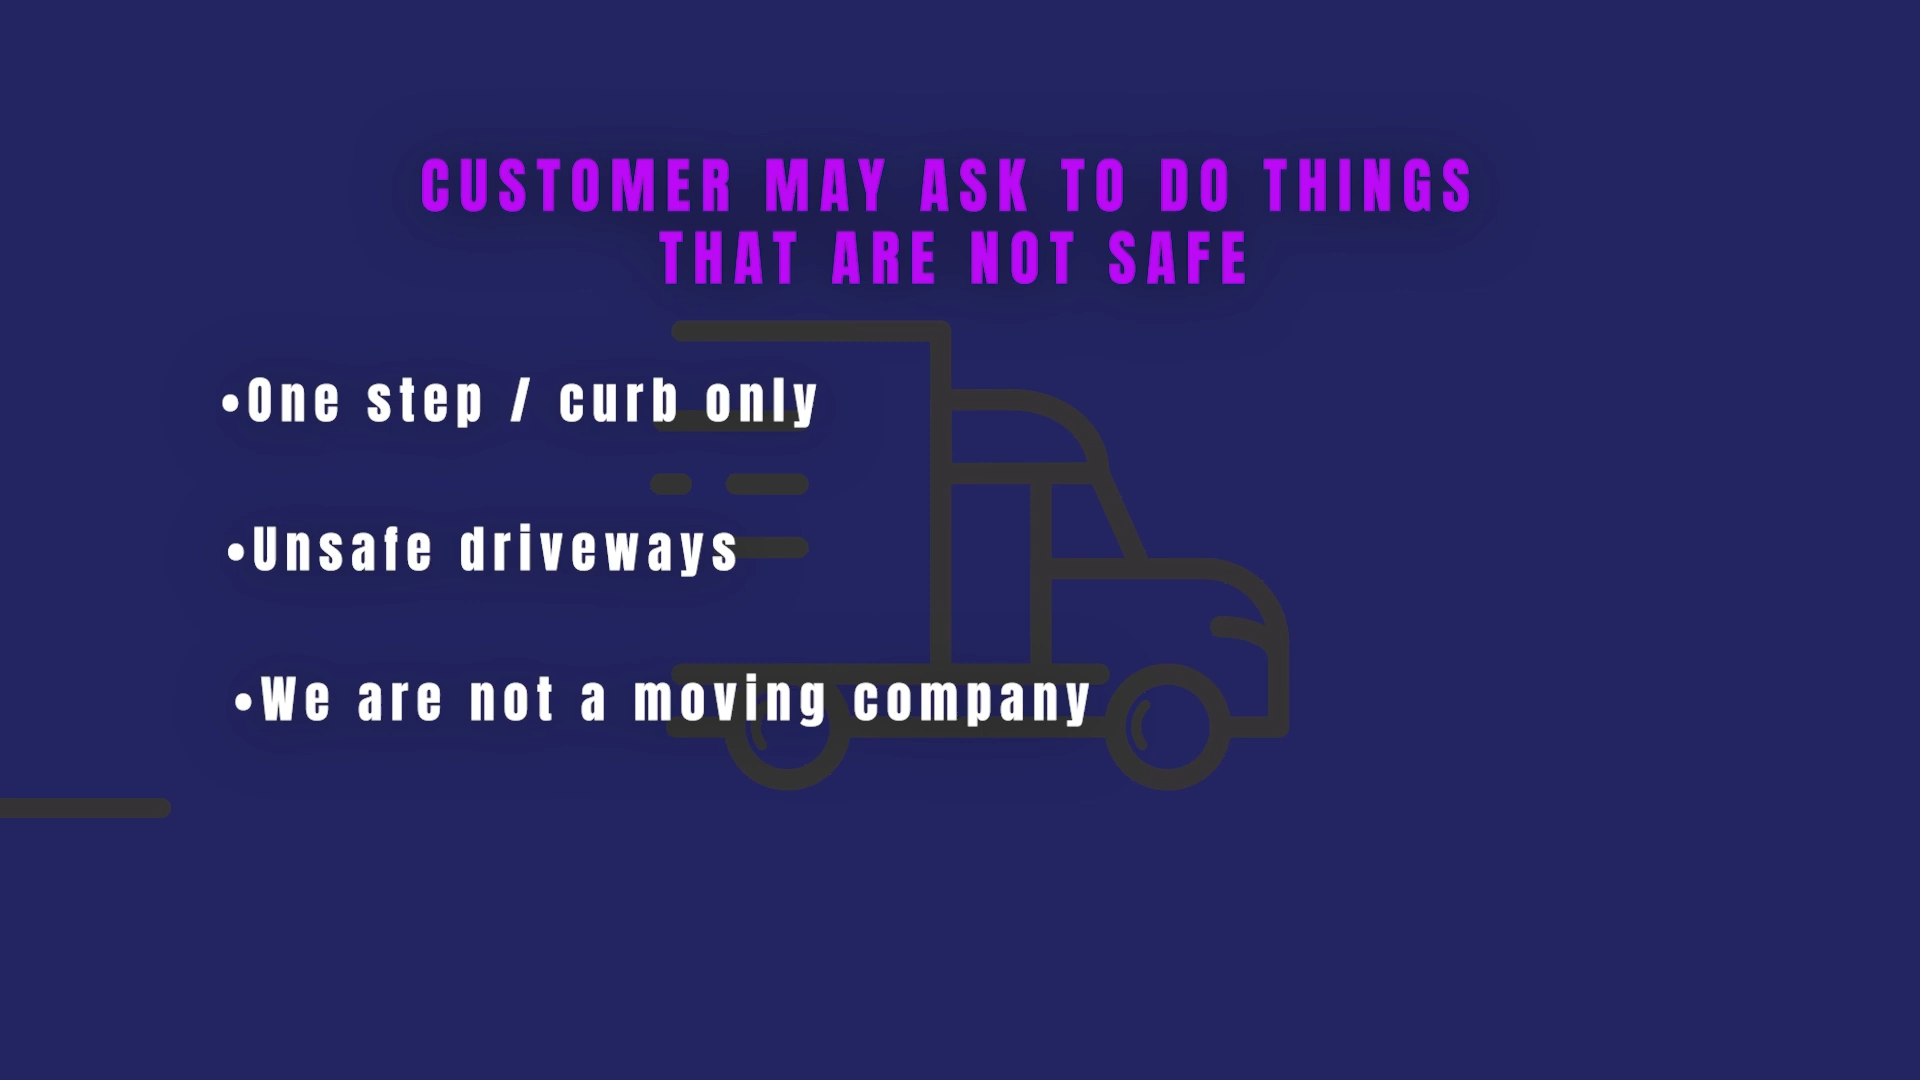 CUSTOMER MAY ASK TO DO THINGS
THAT ARE NOT SAFE
•One step / curb only
•Unsafe driveways
•We are not a moving company